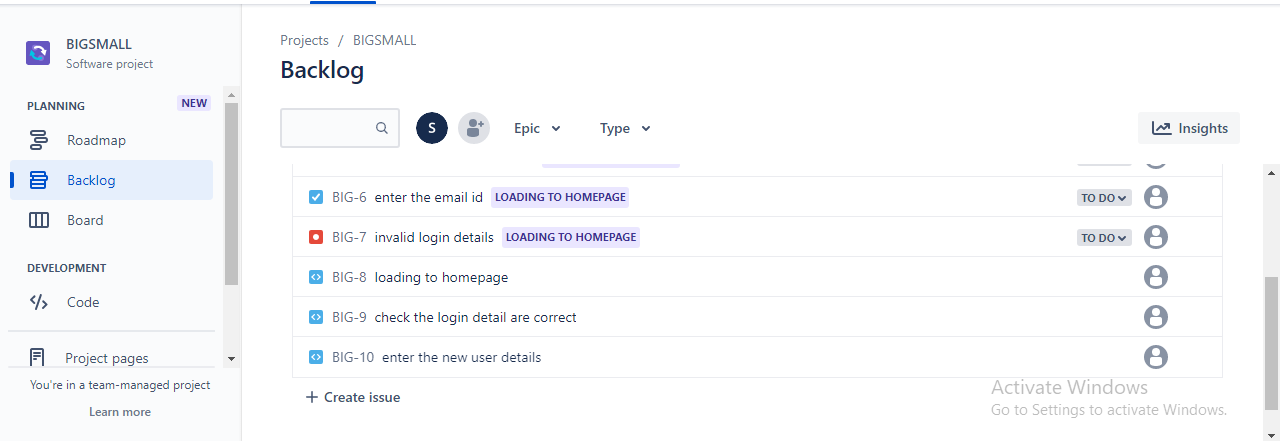 BIGSMALL
Software project
PLANNING
NEW
Roadmap
Backlog
Board
DEVELOPMENT
Code
Project pages
You're in a team-managed project
Learn more
Projects / BIGSMALL
Backlog
S
Epic
Type
Insights
BIG-6 enter the email id LOADING TO HOMEPAGE TO DO
BIG-7 invalid login details LOADING TO HOMEPAGE TO DO
BIG-8 loading to homepage
BIG-9 check the login detail are correct
BIG-10 enter the new user details
+ Create issue
Activate Windows
Go to Settings to activate Windows.